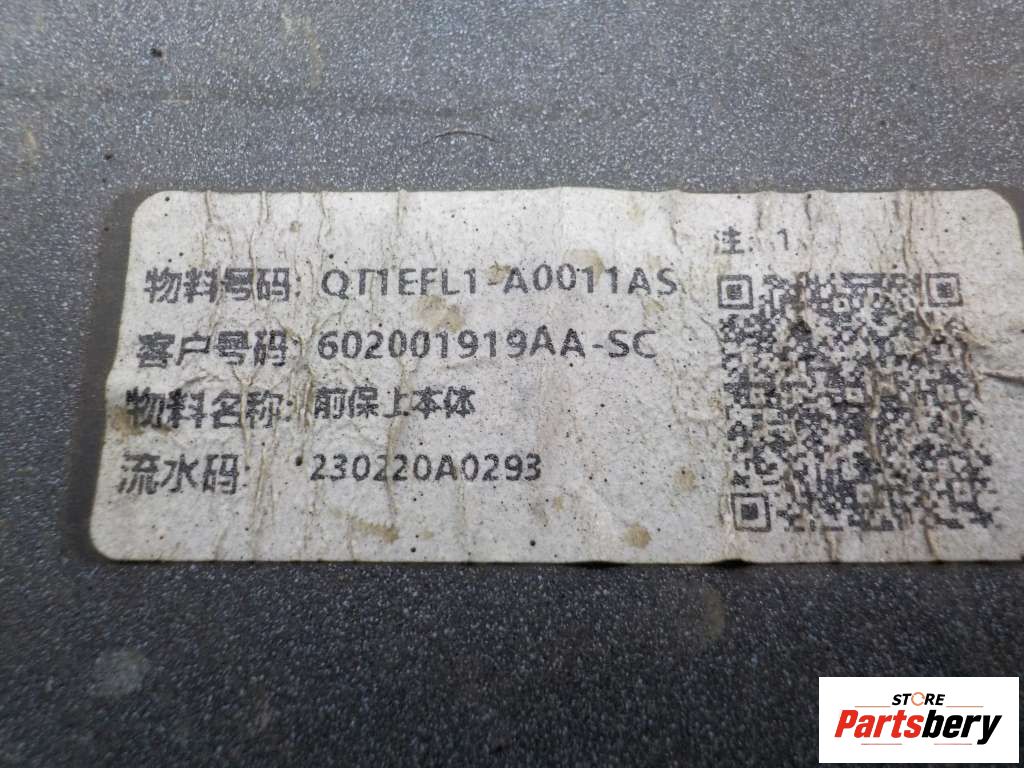 注: 1
物料号码: QT1EFL1-A0011AS
客户号码: 602001919AA-SC
物料名称: 前保上本体
流水码: 230220A0293
STORE
Partsbery